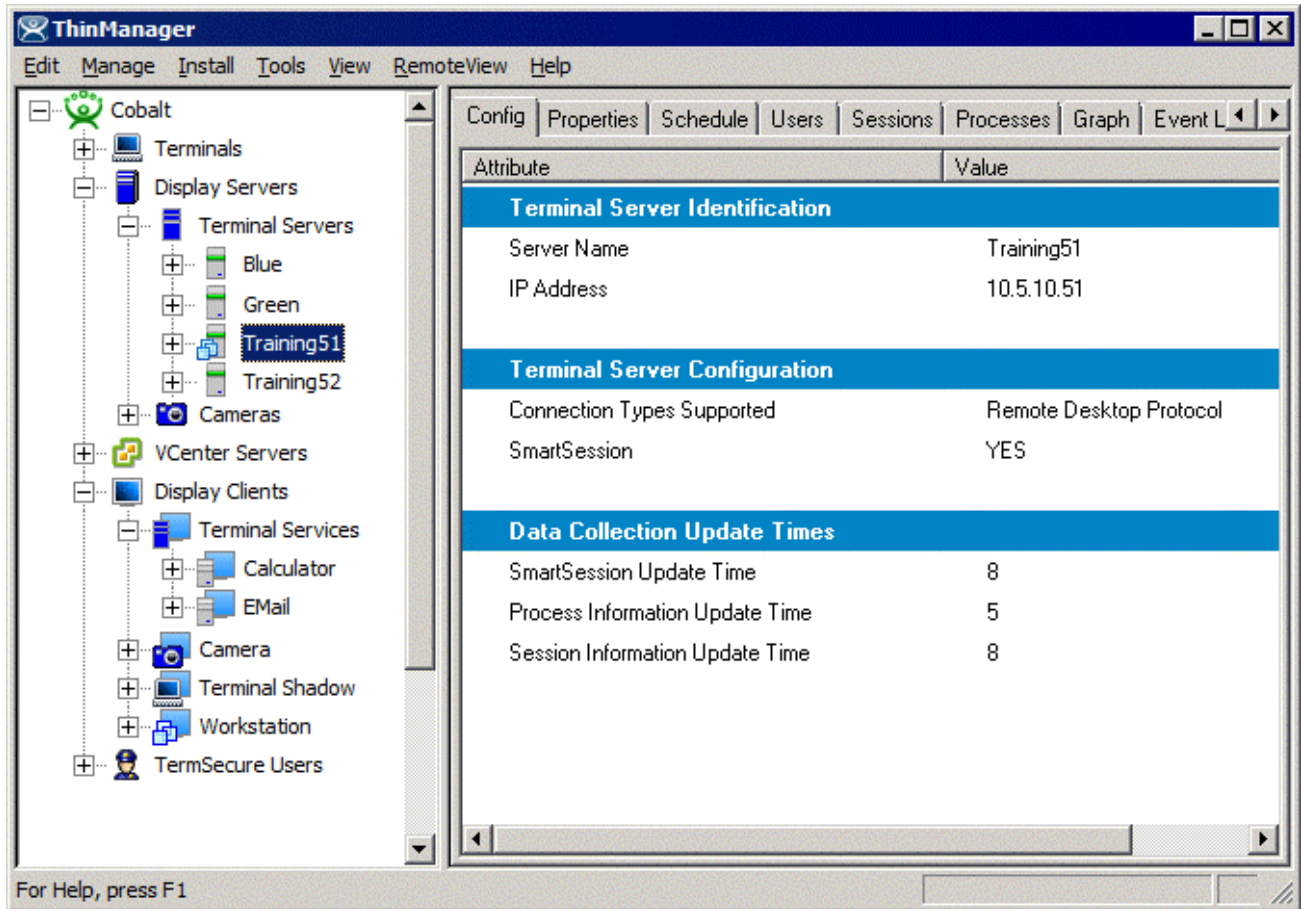 ThinManager
Edit Manage Install Tools View RemoteView Help
Cobalt
Terminals
Display Servers
Terminal Servers
Blue
Green
Training51
Training52
Cameras
VCenter Servers
Display Clients
Terminal Services
Calculator
EMail
Camera
Terminal Shadow
Workstation
TermSecure Users
Config Properties Schedule Users Sessions Processes Graph Event L
Attribute Value
Terminal Server Identification
Server Name Training51
IP Address 10.5.10.51
Terminal Server Configuration
Connection Types Supported Remote Desktop Protocol
SmartSession YES
Data Collection Update Times
SmartSession Update Time 8
Process Information Update Time 5
Session Information Update Time 8
For Help, press F1